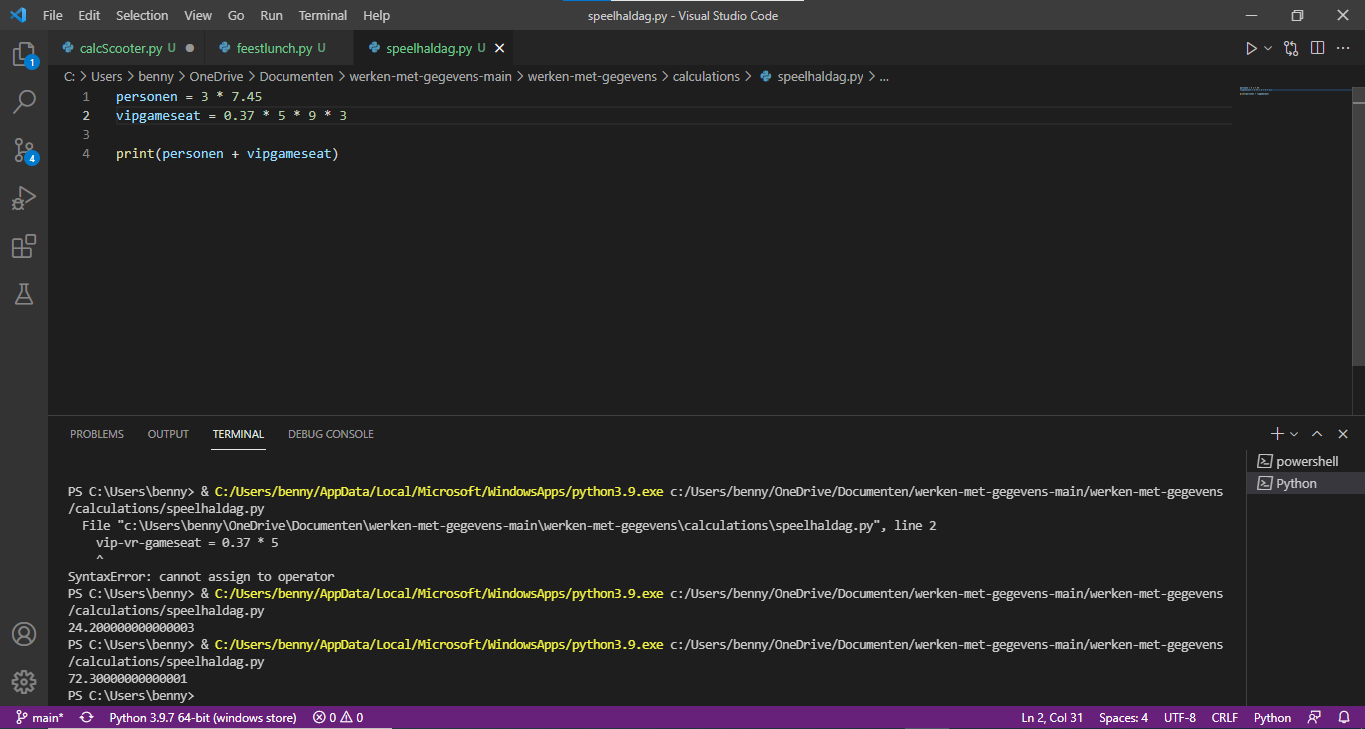 File Edit Selection View Go Run Terminal Help speelhaldag.py - Visual Studio Code
calcScooter.py U feestlunch.py U speelhaldag.py U
C: > Users > benny > OneDrive > Documenten > werken-met-gegevens-main > werken-met-gegevens > calculations > speelhaldag.py > ...
1 personen = 3 * 7.45
2 vipgameseat = 0.37 * 5 * 9 * 3
3
4 print(personen + vipgameseat)
1
4
PROBLEMS OUTPUT TERMINAL DEBUG CONSOLE
powershell
Python
PS C:\Users\benny> & C:/Users/benny/AppData/Local/Microsoft/WindowsApps/python3.9.exe c:/Users/benny/OneDrive/Documenten/werken-met-gegevens-main/werken-met-gegevens
/calculations/speelhaldag.py
File "c:\Users\benny\OneDrive\Documenten\werken-met-gegevens-main\werken-met-gegevens\calculations\speelhaldag.py", line 2
vip-vr-gameseat = 0.37 * 5
^
SyntaxError: cannot assign to operator
PS C:\Users\benny> & C:/Users/benny/AppData/Local/Microsoft/WindowsApps/python3.9.exe c:/Users/benny/OneDrive/Documenten/werken-met-gegevens-main/werken-met-gegevens
/calculations/speelhaldag.py
24.200000000000003
PS C:\Users\benny> & C:/Users/benny/AppData/Local/Microsoft/WindowsApps/python3.9.exe c:/Users/benny/OneDrive/Documenten/werken-met-gegevens-main/werken-met-gegevens
/calculations/speelhaldag.py
72.30000000000001
PS C:\Users\benny>
main* Python 3.9.7 64-bit (windows store) 0 0 Ln 2, Col 31 Spaces: 4 UTF-8 CRLF Python